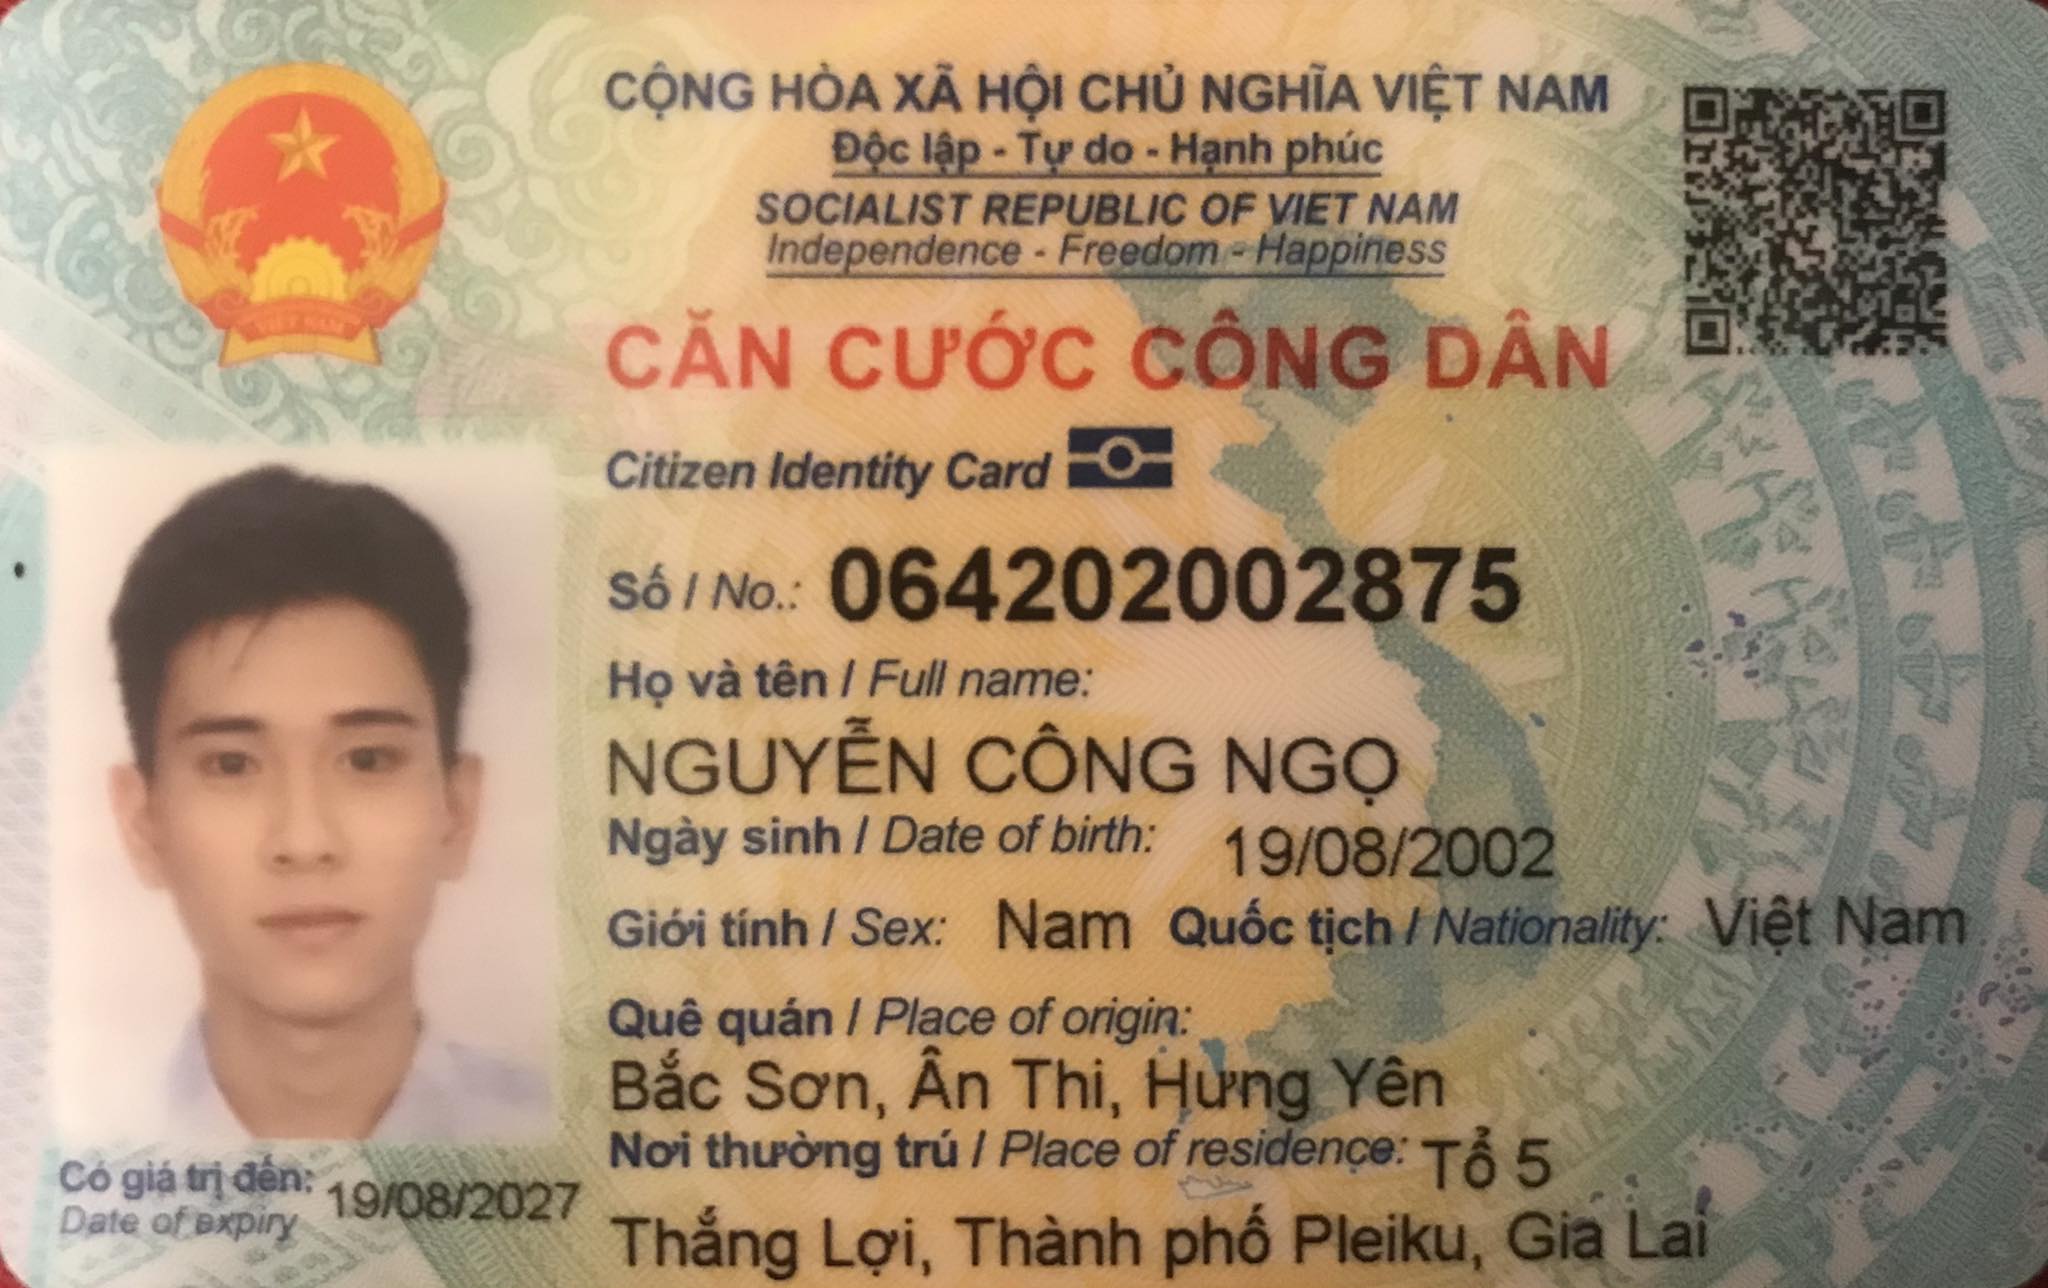 CỘNG HÒA XÃ HỘI CHỦ NGHĨA VIỆT NAM
Độc lập - Tự do - Hạnh phúc
SOCIALIST REPUBLIC OF VIET NAM
Independence - Freedom - Happiness
VIỆT NAM
CĂN CƯỚC CÔNG DÂN
Citizen Identity Card
Số / No.: 064202002875
Họ và tên / Full name:
NGUYỄN CÔNG NGỌ
Ngày sinh / Date of birth: 19/08/2002
Giới tính / Sex: Nam Quốc tịch / Nationality: Việt Nam
Quê quán / Place of origin:
Bắc Sơn, Ân Thi, Hưng Yên
Nơi thường trú / Place of residence: Tổ 5
Thắng Lợi, Thành phố Pleiku, Gia Lai
Có giá trị đến: 19/08/2027
Date of expiry